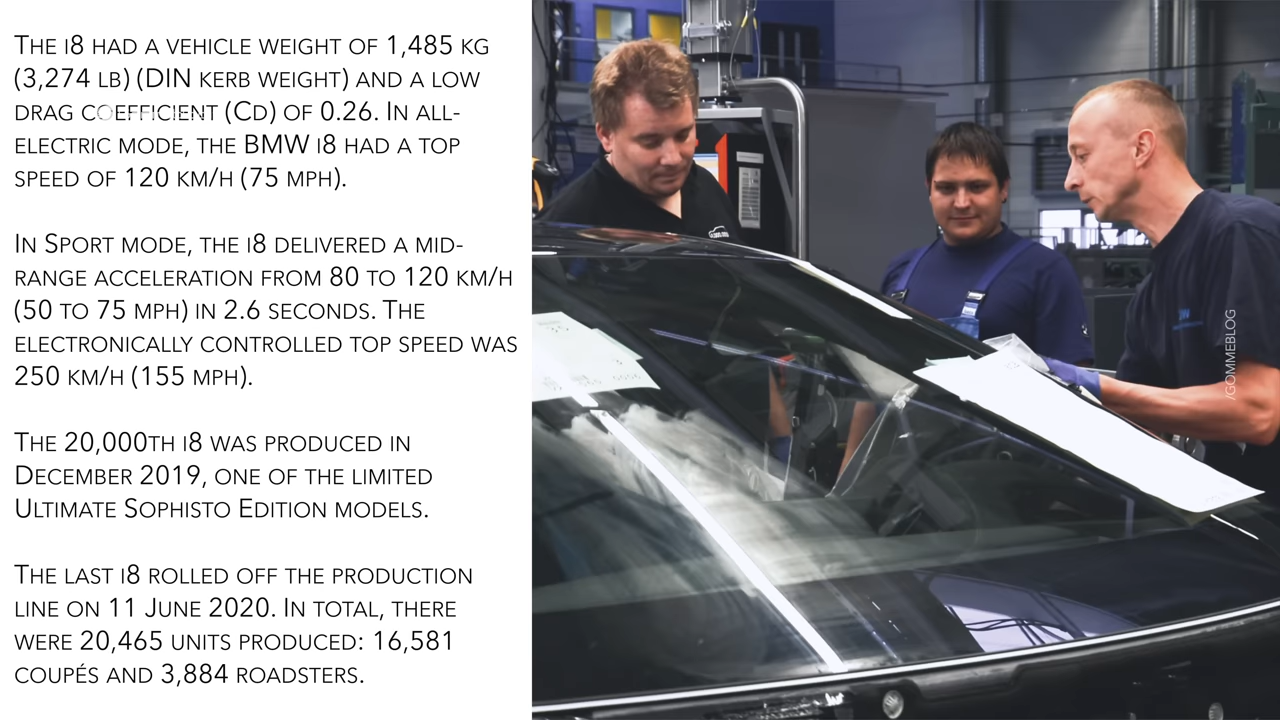 The i8 had a vehicle weight of 1,485 kg
(3,274 lb) (DIN kerb weight) and a low
drag coefficient (Cd) of 0.26. In all-
electric mode, the BMW i8 had a top
speed of 120 km/h (75 mph).
In Sport mode, the i8 delivered a mid-
range acceleration from 80 to 120 km/h
(50 to 75 mph) in 2.6 seconds. The
electronically controlled top speed was
250 km/h (155 mph).
The 20,000th i8 was produced in
December 2019, one of the limited
Ultimate Sophisto Edition models.
The last i8 rolled off the production
line on 11 June 2020. In total, there
were 20,465 units produced: 16,581
coupés and 3,884 roadsters.
/GOMMEBLOG